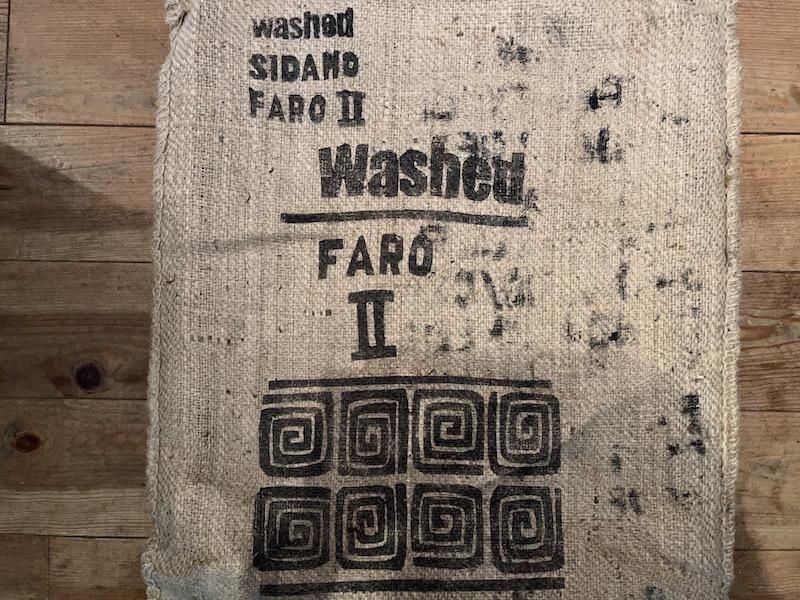 washed
SIDAMO
FARO II
Washed
FARO
II